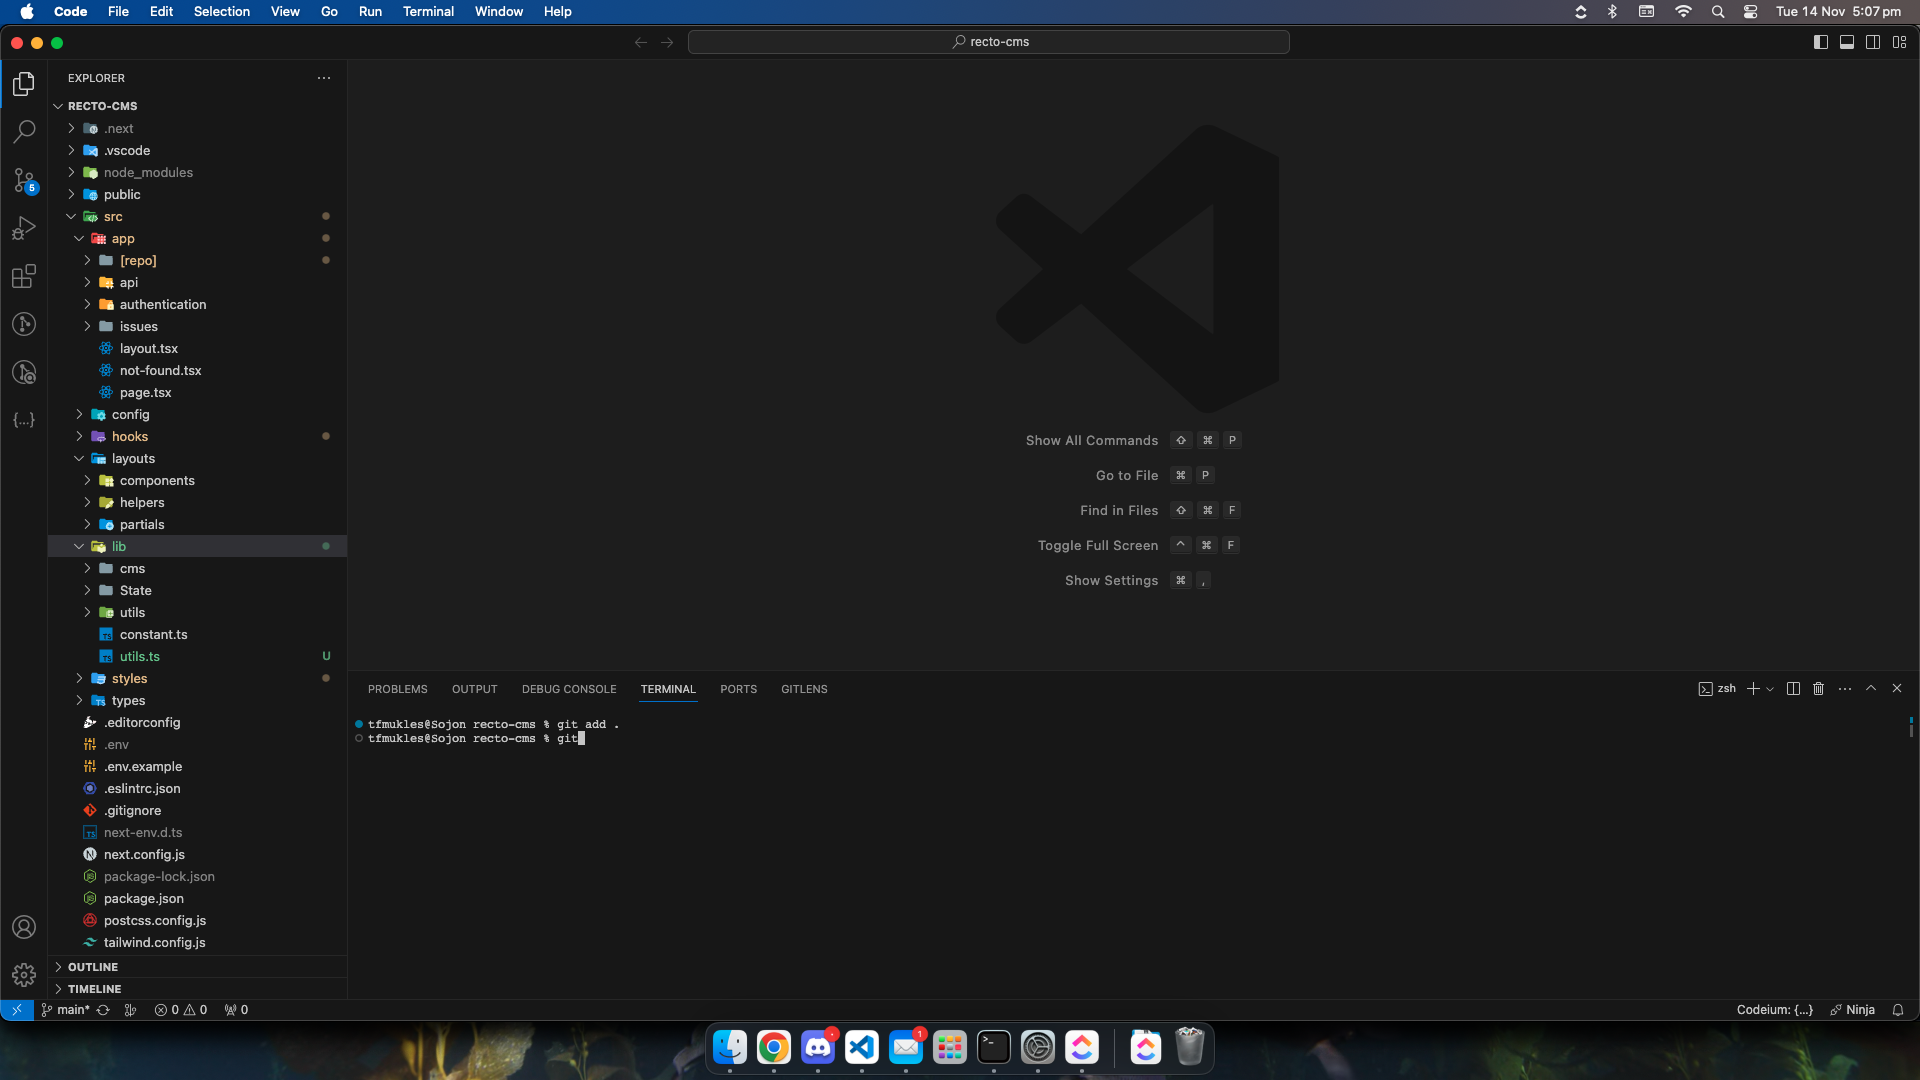 Code File Edit Selection View Go Run Terminal Window Help Tue 14 Nov 5:07 pm
recto-cms
EXPLORER
RECTO-CMS
.next
.vscode
node_modules
public
src
app
[repo]
api
authentication
issues
layout.tsx
not-found.tsx
page.tsx
config
hooks
layouts
components
helpers
partials
lib
cms
State
utils
constant.ts
utils.ts U
styles
types
.editorconfig
.env
.env.example
.eslintrc.json
.gitignore
next-env.d.ts
next.config.js
package-lock.json
package.json
postcss.config.js
tailwind.config.js
OUTLINE
TIMELINE
5
Show All Commands ⇧ ⌘ P
Go to File ⌘ P
Find in Files ⇧ ⌘ F
Toggle Full Screen ^ ⌘ F
Show Settings ⌘ ,
PROBLEMS OUTPUT DEBUG CONSOLE TERMINAL PORTS GITLENS zsh
tfmukles@Sojon recto-cms % git add .
tfmukles@Sojon recto-cms % git
main* 0 0 0 Codeium: {...} Ninja
1